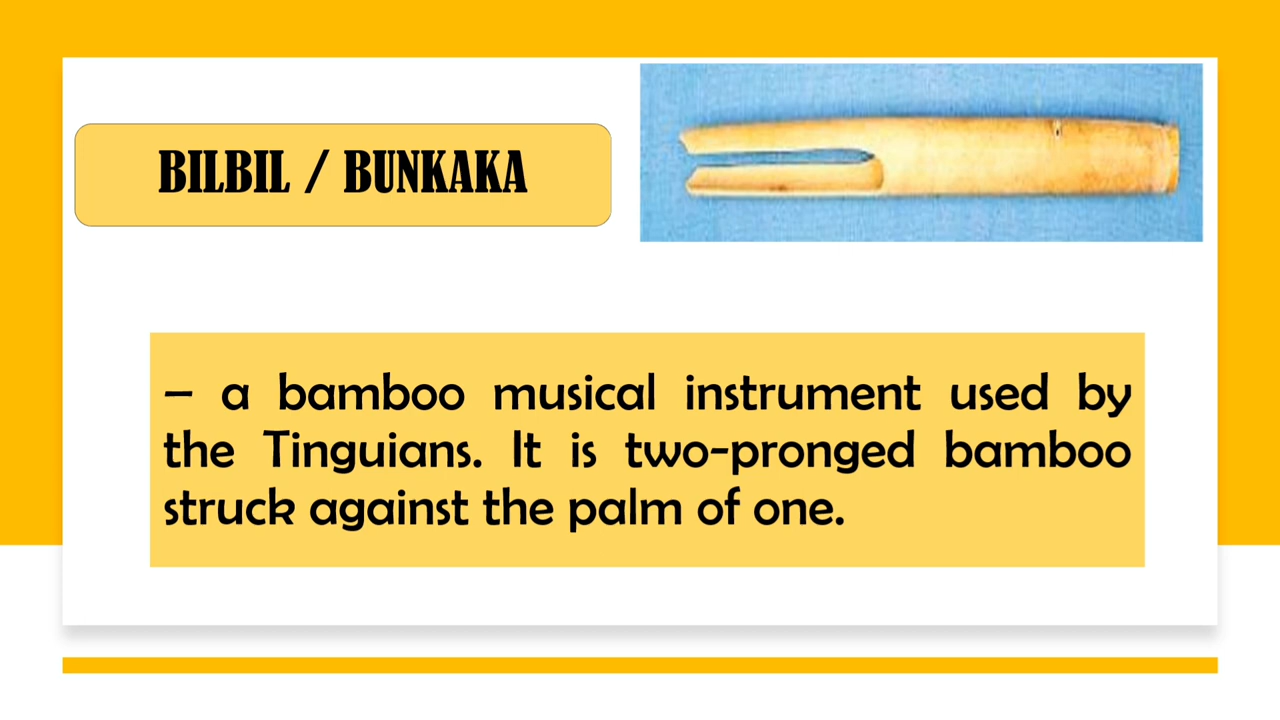 BILBIL / BUNKAKA
– a bamboo musical instrument used by
the Tinguians. It is two-pronged bamboo
struck against the palm of one.